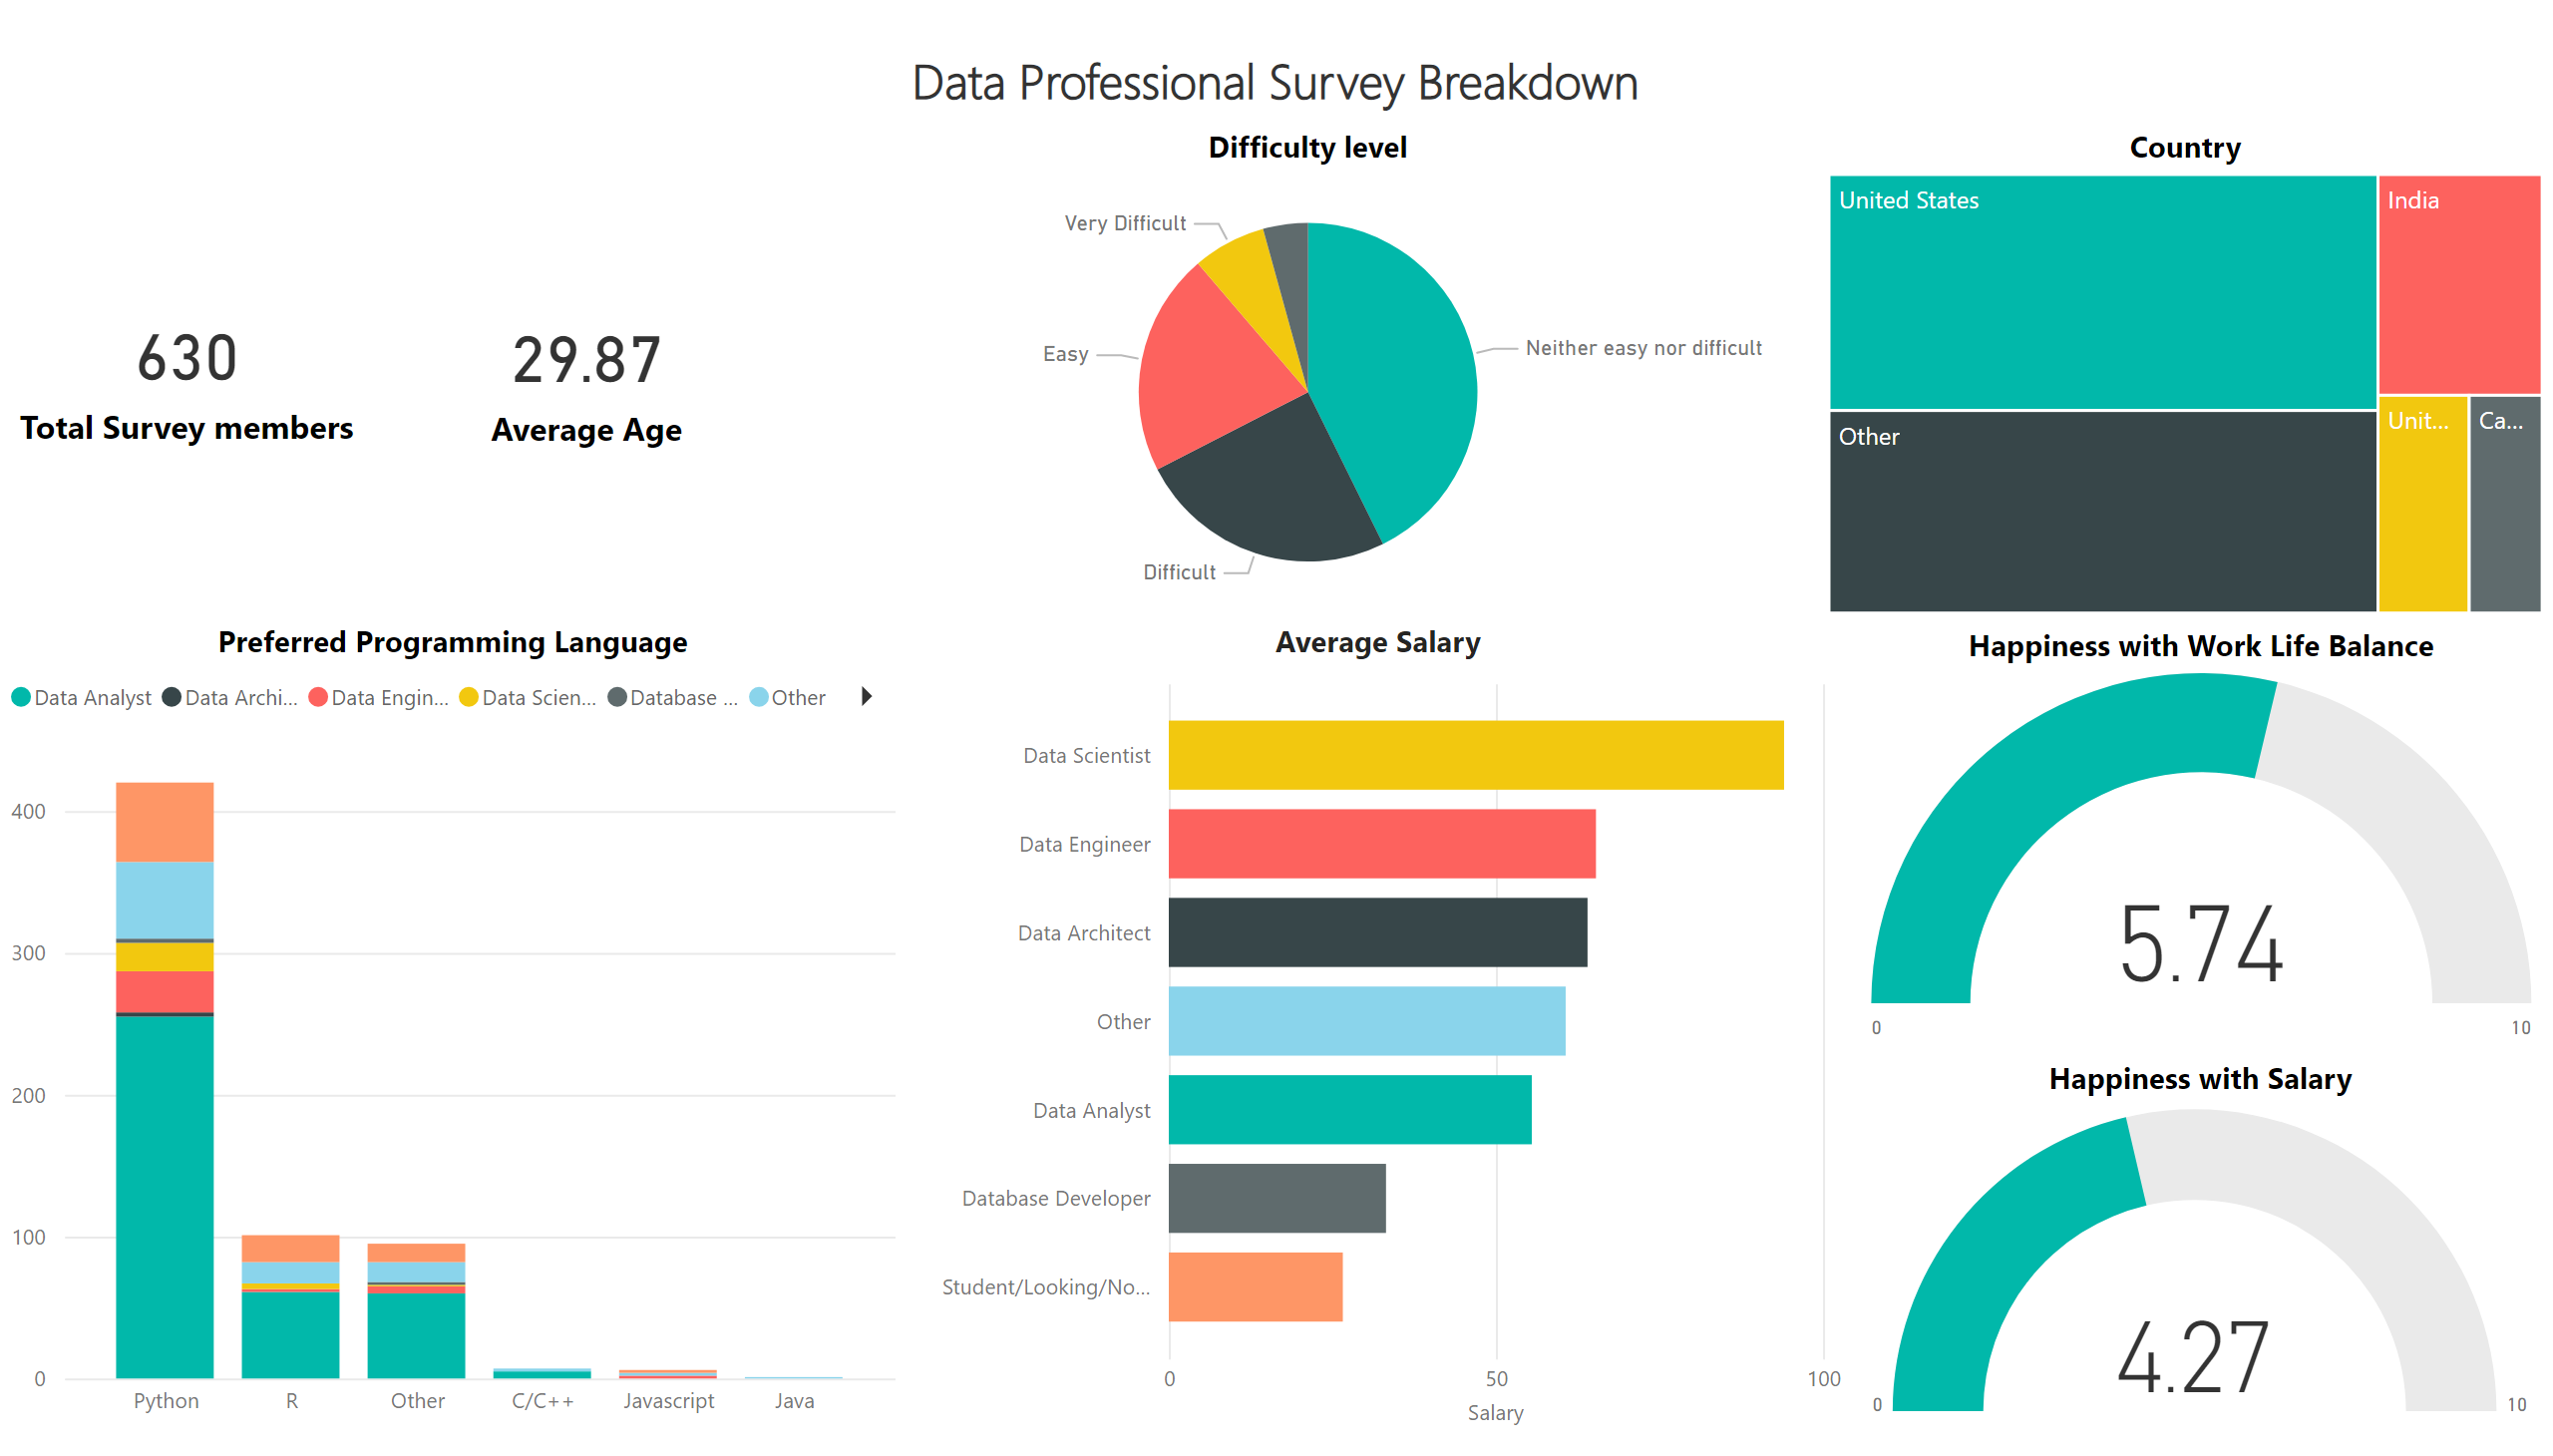 Data Professional Survey Breakdown
630
Total Survey members
29.87
Average Age
Difficulty level
Very Difficult
Easy
Neither easy nor difficult
Difficult
Country
United States
India
Other
Unit...
Ca...
Preferred Programming Language
Data Analyst Data Archi... Data Engin... Data Scien... Database ... Other
400
300
200
100
0
Python R Other C/C++ Javascript Java
Average Salary
Data Scientist
Data Engineer
Data Architect
Other
Data Analyst
Database Developer
Student/Looking/No...
0 50 100
Salary
Happiness with Work Life Balance
5.74
0 10
Happiness with Salary
4.27
0 10